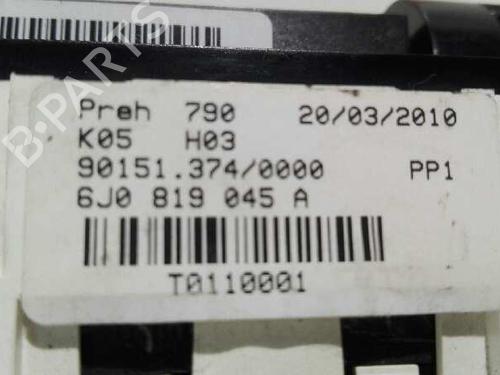 Preh 790 20/03/2010
K05 H03
90151.374/0000 PP1
6J0 819 045 A
T0110001
B-PARTS